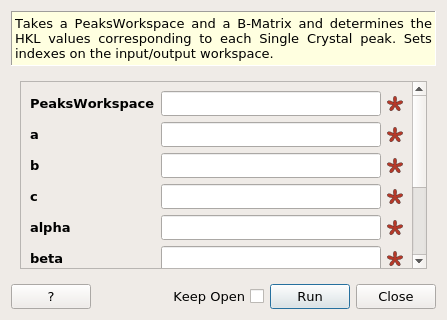 Takes a PeaksWorkspace and a B-Matrix and determines the
HKL values corresponding to each Single Crystal peak. Sets
indexes on the input/output workspace.
PeaksWorkspace
a
b
c
alpha
beta
? Keep Open Run Close